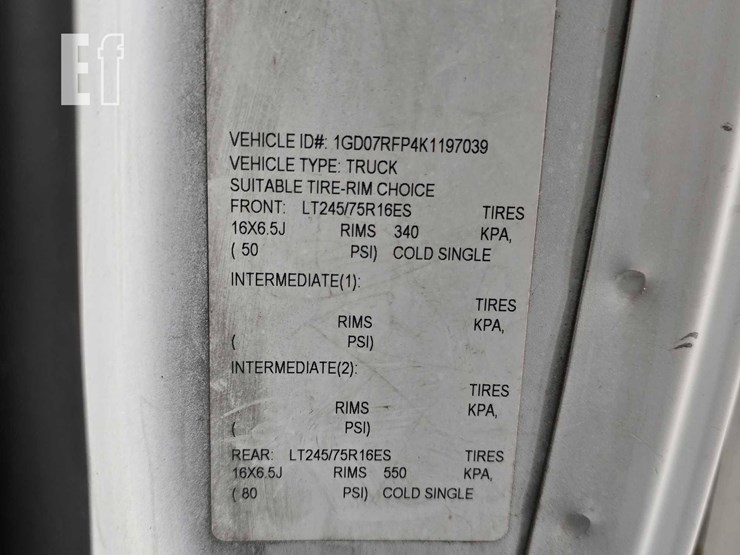 Ef
VEHICLE ID#: 1GD07RFP4K1197039
VEHICLE TYPE: TRUCK
SUITABLE TIRE-RIM CHOICE
FRONT: LT245/75R16ES TIRES
16X6.5J RIMS 340 KPA,
( 50 PSI) COLD SINGLE
INTERMEDIATE(1):
TIRES
RIMS KPA,
( PSI)
INTERMEDIATE(2):
TIRES
RIMS KPA,
( PSI)
REAR: LT245/75R16ES TIRES
16X6.5J RIMS 550 KPA,
( 80 PSI) COLD SINGLE